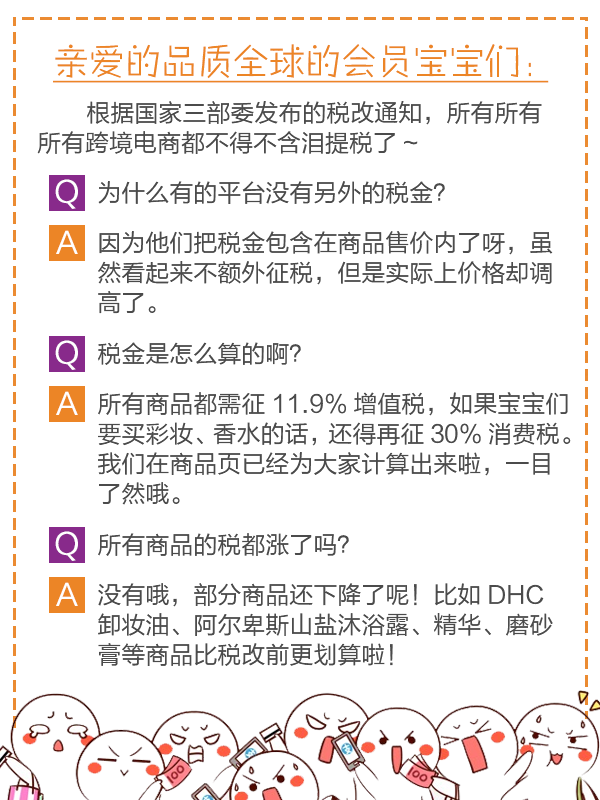 亲爱的品质全球的会员宝宝们：
根据国家三部委发布的税改通知，所有所有
所有跨境电商都不得不含泪提税了~
Q 为什么有的平台没有另外的税金？
A 因为他们把税金包含在商品售价内了呀，虽
然看起来不额外征税，但是实际上价格却调
高了。
Q 税金是怎么算的啊？
A 所有商品都需征 11.9% 增值税，如果宝宝们
要买彩妆、香水的话，还得再征 30% 消费税。
我们在商品页已经为大家计算出来啦，一目
了然哦。
Q 所有商品的税都涨了吗？
A 没有哦，部分商品还下降了呢！比如 DHC
卸妆油、阿尔卑斯山盐沐浴露、精华、磨砂
膏等商品比税改前更划算啦！
100
100